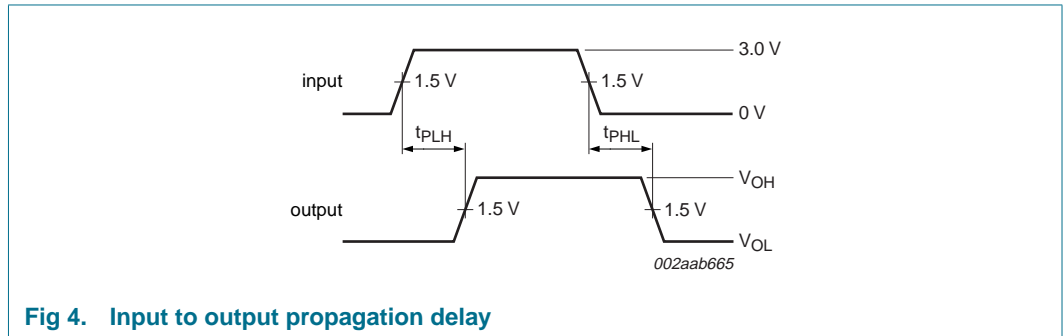 3.0 V
input
1.5 V
1.5 V
0 V
tPLH
tPHL
VOH
output
1.5 V
1.5 V
VOL
002aab665
Fig 4. Input to output propagation delay